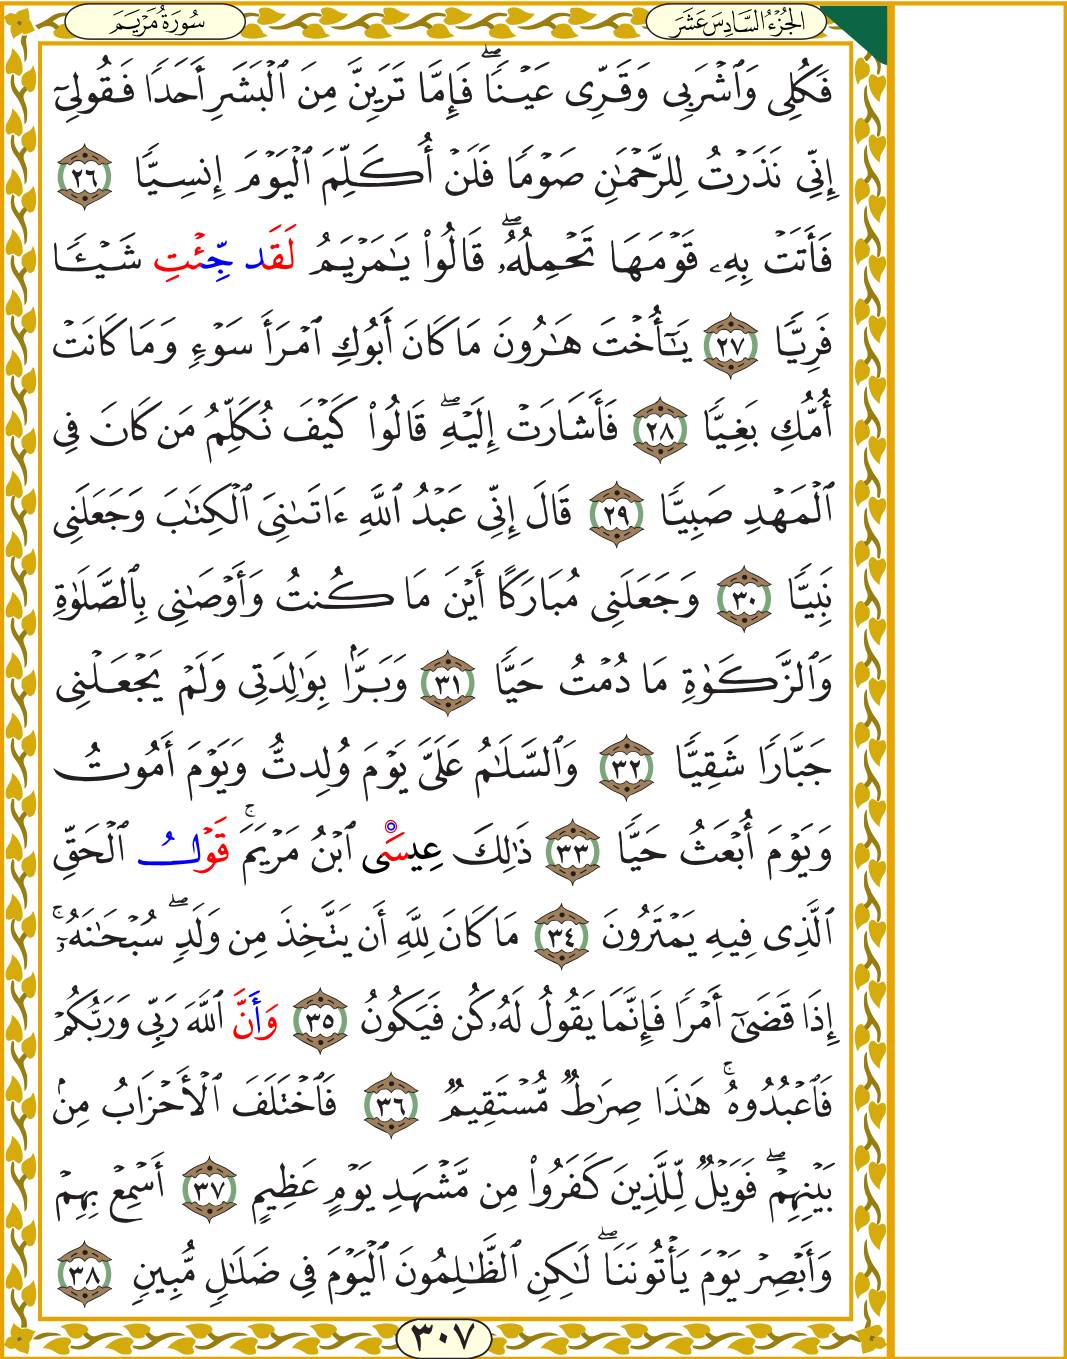 الجُزْءُ السَّادِسَ عَشَرَ
سُورَةُ مَرْيَمَ
فَكُلِى وَٱشْرَبِى وَقَرِّى عَيْنًاۖ فَإِمَّا تَرَيِنَّ مِنَ ٱلْبَشَرِ أَحَدًا فَقُولِىٓ
إِنِّى نَذَرْتُ لِلرَّحْمَٰنِ صَوْمًا فَلَنْ أُكَلِّمَ ٱلْيَوْمَ إِنسِيًّا ٢٦
فَأَتَتْ بِهِۦ قَوْمَهَا تَحْمِلُهُۥۖ قَالُوا۟ يَٰمَرْيَمُ لَقَد جِّئْتِ شَيْـًٔا
فَرِيًّا ٢٧ يَٰٓأُخْتَ هَٰرُونَ مَا كَانَ أَبُوكِ ٱمْرَأَ سَوْءٍ وَمَا كَانَتْ
أُمُّكِ بَغِيًّا ٢٨ فَأَشَارَتْ إِلَيْهِۖ قَالُوا۟ كَيْفَ نُكَلِّمُ مَن كَانَ فِى
ٱلْمَهْدِ صَبِيًّا ٢٩ قَالَ إِنِّى عَبْدُ ٱللَّهِ ءَاتَىٰنِىَ ٱلْكِتَٰبَ وَجَعَلَنِى
نَبِيًّا ٣٠ وَجَعَلَنِى مُبَارَكًا أَيْنَ مَا كُنتُ وَأَوْصَٰنِى بِٱلصَّلَوٰةِ
وَٱلزَّكَوٰةِ مَا دُمْتُ حَيًّا ٣١ وَبَرًّۢا بِوَٰلِدَتِى وَلَمْ يَجْعَلْنِى
جَبَّارًا شَقِيًّا ٣٢ وَٱلسَّلَٰمُ عَلَىَّ يَوْمَ وُلِدتُّ وَيَوْمَ أَمُوتُ
وَيَوْمَ أُبْعَثُ حَيًّا ٣٣ ذَٰلِكَ عِيسَى ٱبْنُ مَرْيَمَۚ قَوْلُ ٱلْحَقِّ
ٱلَّذِى فِيهِ يَمْتَرُونَ ٣٤ مَا كَانَ لِلَّهِ أَن يَتَّخِذَ مِن وَلَدٍۖ سُبْحَٰنَهُۥٓۚ
إِذَا قَضَىٰٓ أَمْرًا فَإِنَّمَا يَقُولُ لَهُۥ كُن فَيَكُونُ ٣٥ وَأَنَّ ٱللَّهَ رَبِّى وَرَبُّكُمْ
فَٱعْبُدُوهُۚ هَٰذَا صِرَٰطٌ مُّسْتَقِيمٌ ٣٦ فَٱخْتَلَفَ ٱلْأَحْزَابُ مِنۢ
بَيْنِهِمْۖ فَوَيْلٌ لِّلَّذِينَ كَفَرُوا۟ مِن مَّشْهَدِ يَوْمٍ عَظِيمٍ ٣٧ أَسْمِعْ بِهِمْ
وَأَبْصِرْ يَوْمَ يَأْتُونَنَاۖ لَٰكِنِ ٱلظَّٰلِمُونَ ٱلْيَوْمَ فِى ضَلَٰلٍ مُّبِينٍ ٣٨
٣٠٧